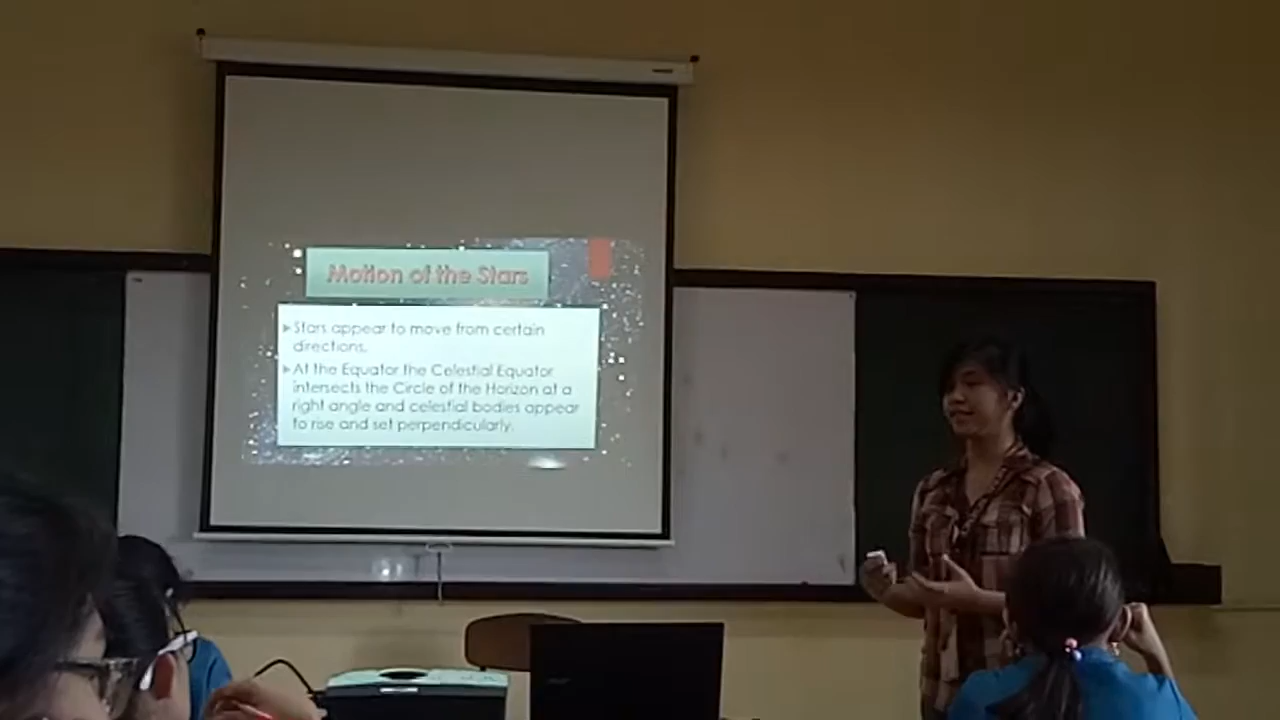 Motion of the Stars
▸Stars appear to move from certain
directions.
▸At the Equator the Celestial Equator
intersects the Circle of the Horizon at a
right angle and celestial bodies appear
to rise and set perpendicularly.